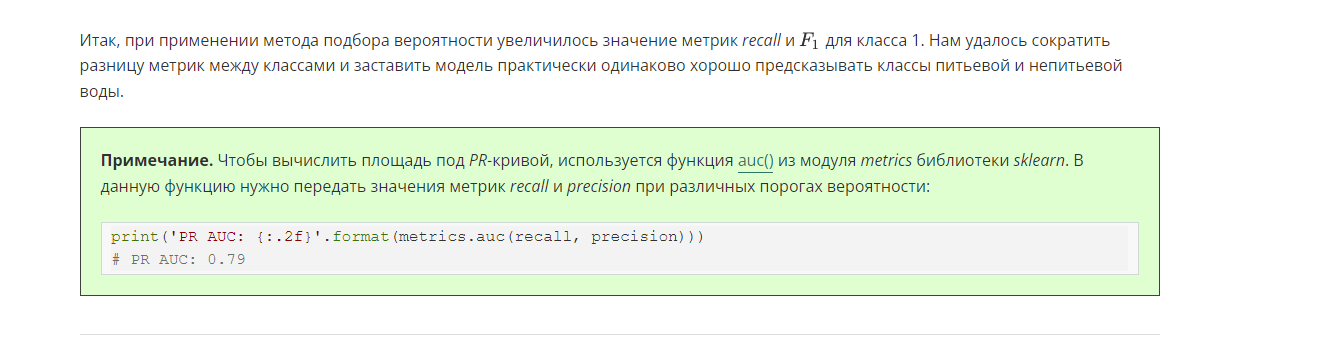 Итак, при применении метода подбора вероятности увеличилось значение метрик recall и F₁ для класса 1. Нам удалось сократить
разницу метрик между классами и заставить модель практически одинаково хорошо предсказывать классы питьевой и непитьевой
воды.
Примечание. Чтобы вычислить площадь под PR-кривой, используется функция auc() из модуля metrics библиотеки sklearn. В
данную функцию нужно передать значения метрик recall и precision при различных порогах вероятности:
print('PR AUC: {:.2f}'.format(metrics.auc(recall, precision)))
# PR AUC: 0.79